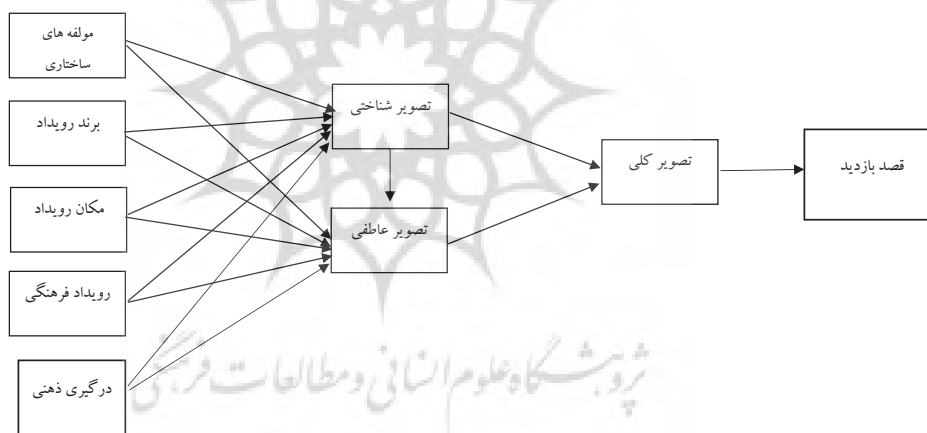 مولفه های
ساختاری
برند رویداد
مکان رویداد
رویداد فرهنگی
درگیری ذهنی
تصویر شناختی
تصویر عاطفی
تصویر کلی
قصد بازدید
پژوهشگاه علوم انسانی و مطالعات فرهنگی